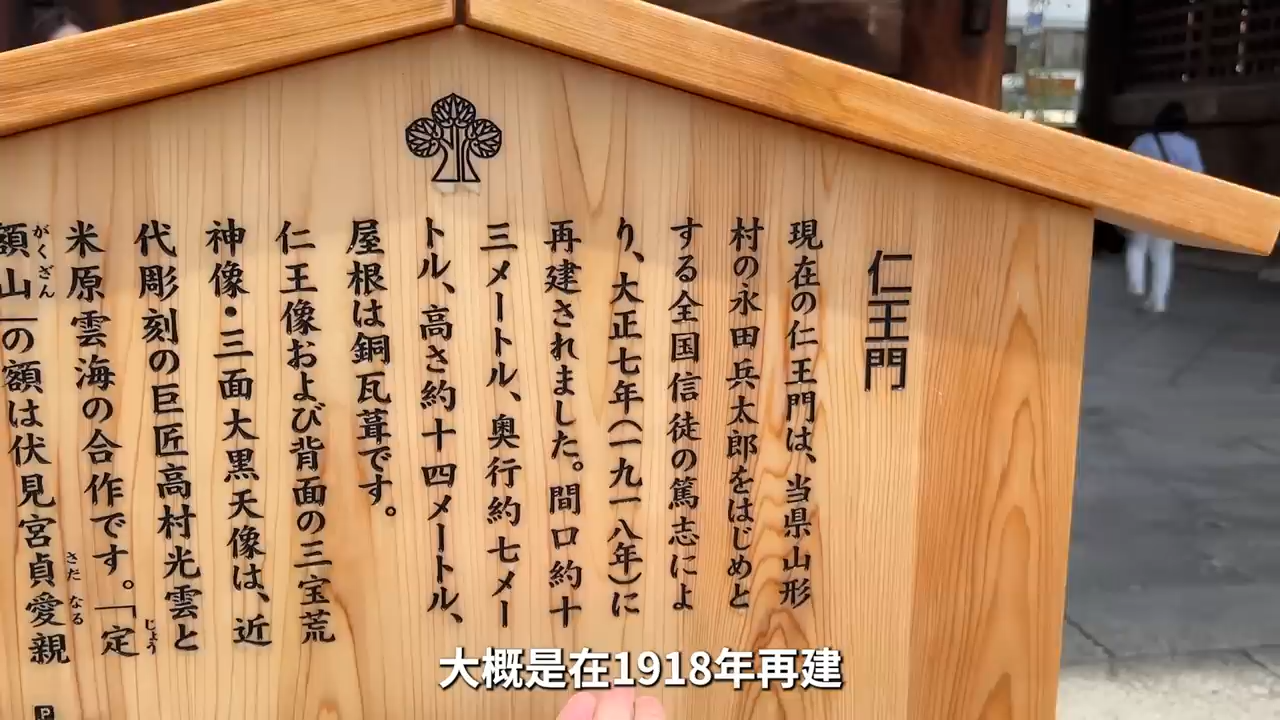 仁王門
現在の仁王門は、当県山形
村の永田兵太郎をはじめと
する全国信徒の篤志によ
り、大正七年(一九一八年)に
再建されました。間口約十
三メートル、奥行約七メー
トル、高さ約十四メートル、
屋根は銅瓦葺です。
仁王像および背面の三宝荒
神像・三面大黒天像は、近
代彫刻の巨匠高村光雲と
米原雲海の合作です。「定
じょう
額山」の額は伏見宮貞愛親
がくざん
さだなる
P
大概是在1918年再建